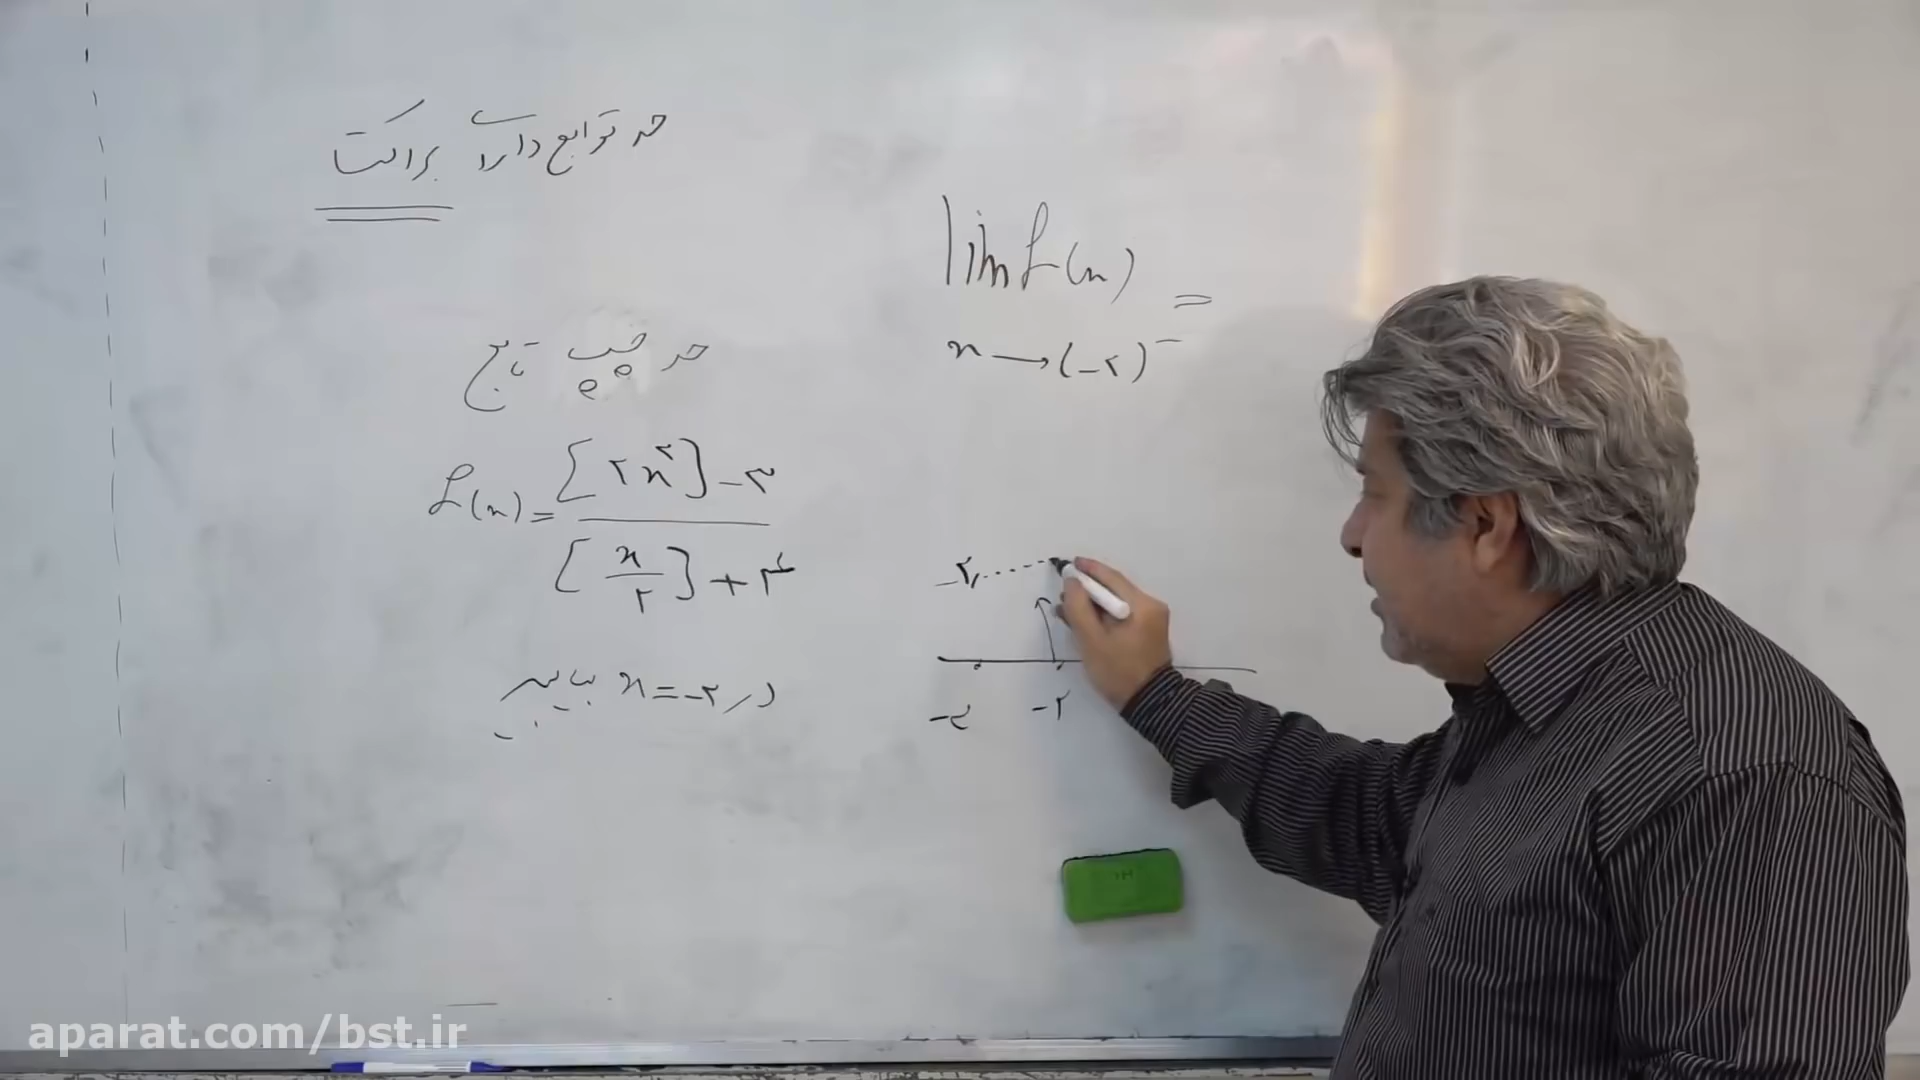 حد توابع دارای براکت
حد چپ تابع
f(x) = [۲x²] - ۳ / [x/۲] + ۴
در x = -۲ بیابید
lim f(x) =
x → (-۲)⁻
-۲٫
-۳ -۲
aparat.com/bst.ir